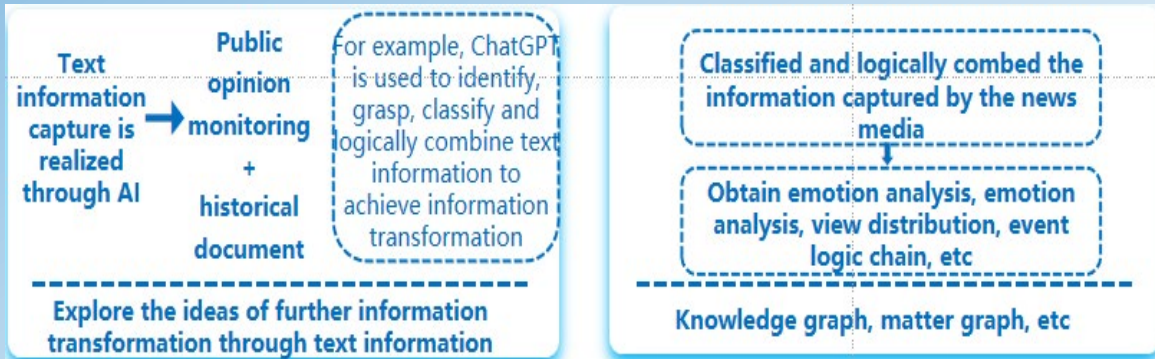 Text
information
capture is
realized
through AI
Public
opinion
monitoring
+
historical
document
For example, ChatGPT
is used to identify,
grasp, classify and
logically combine text
information to
achieve information
transformation
Explore the ideas of further information
transformation through text information
Classified and logically combed the
information captured by the news
media
Obtain emotion analysis, emotion
analysis, view distribution, event
logic chain, etc
Knowledge graph, matter graph, etc